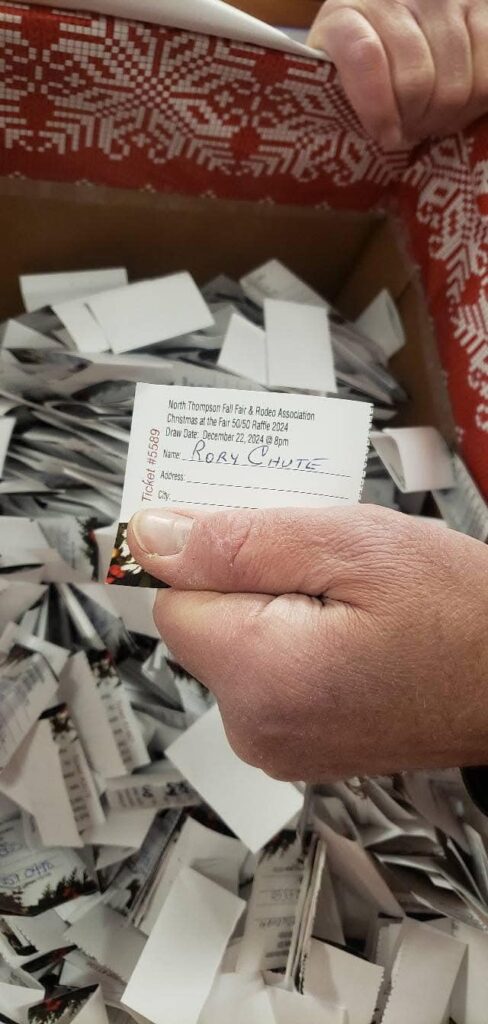 North Thompson Fall Fair & Rodeo Association
Christmas at the Fair 50/50 Raffle 2024
Draw Date: December 22, 2024 @ 8pm
Name: RORY CHUTE
Address:
City:
Ticket #5589